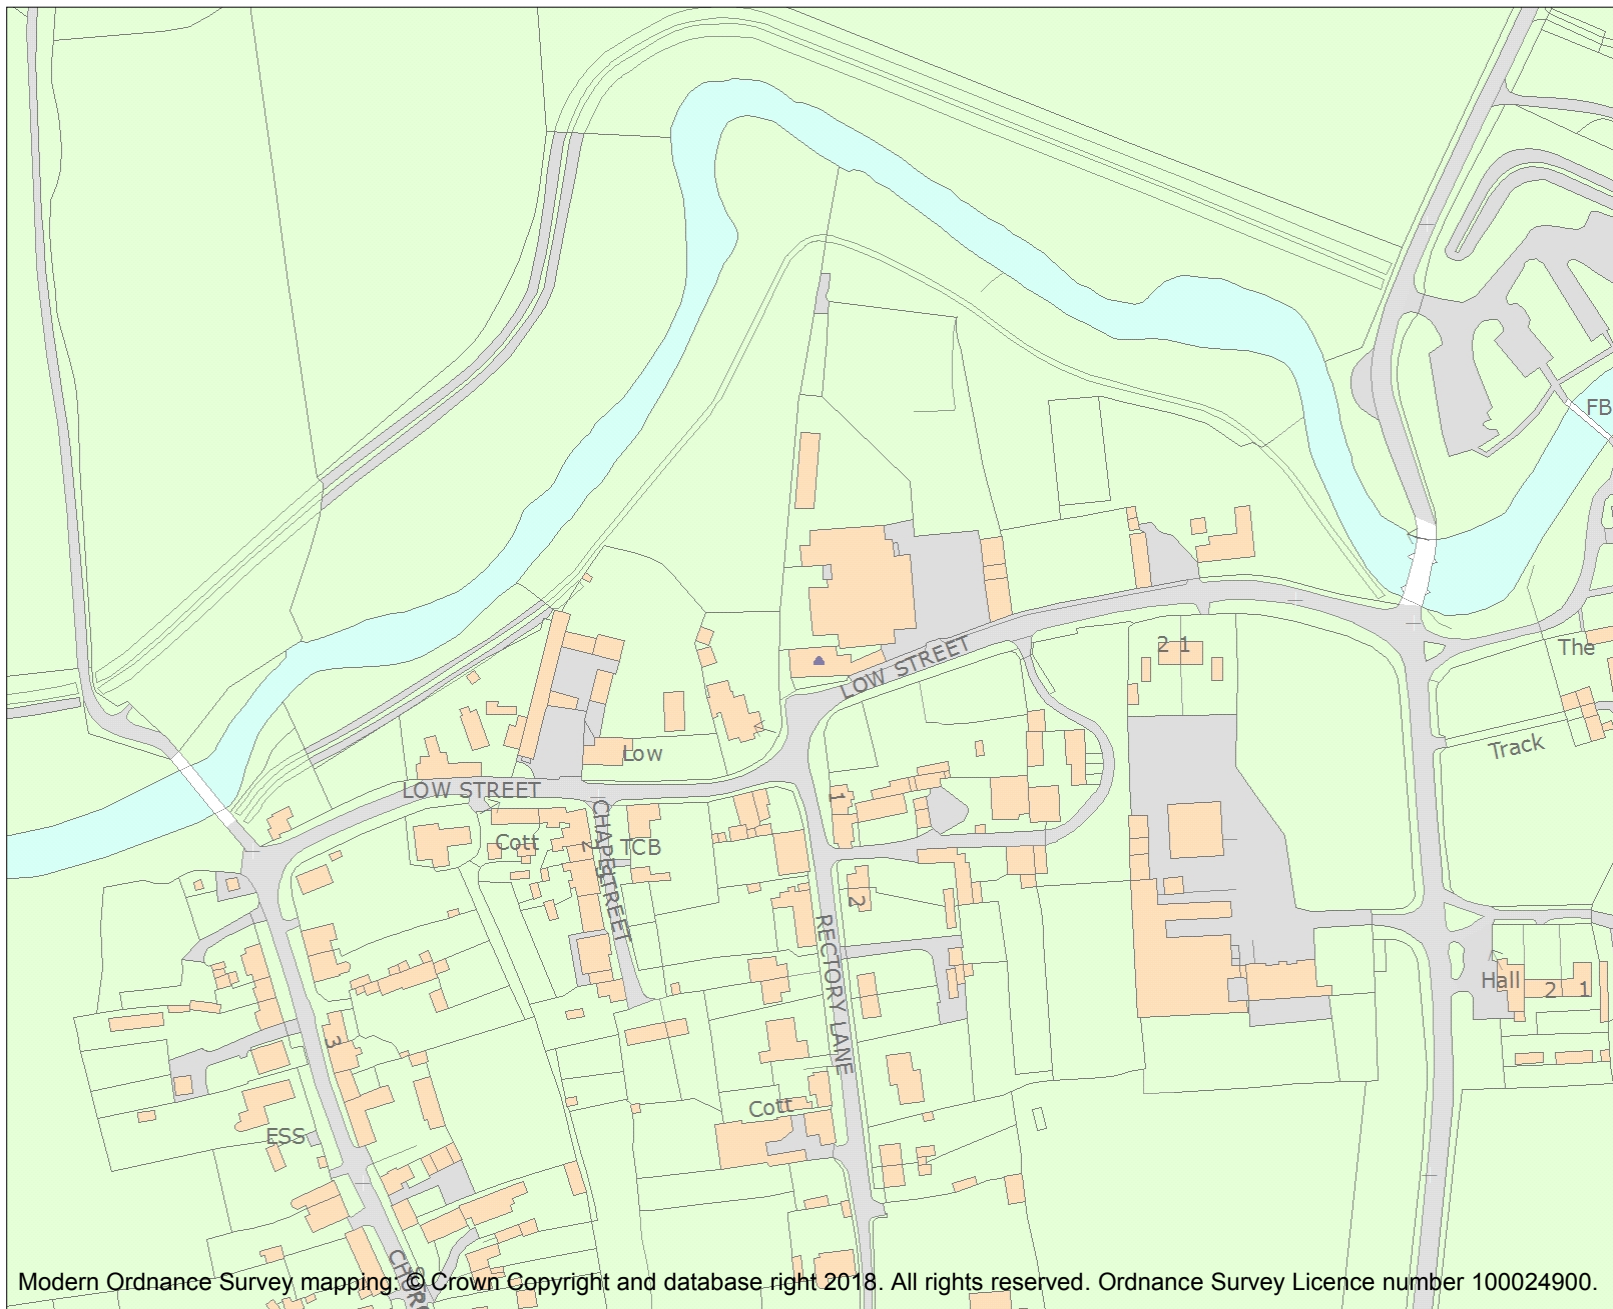 FB
LOW STREET
2 1
The
Track
Low
LOW STREET
CHAPEL STREET
Cott
2
TCB
1
2
RECTORY LANE
Hall
2 1
3
Cott
ESS
Modern Ordnance Survey mapping: © Crown Copyright and database right 2018. All rights reserved. Ordnance Survey Licence number 100024900.